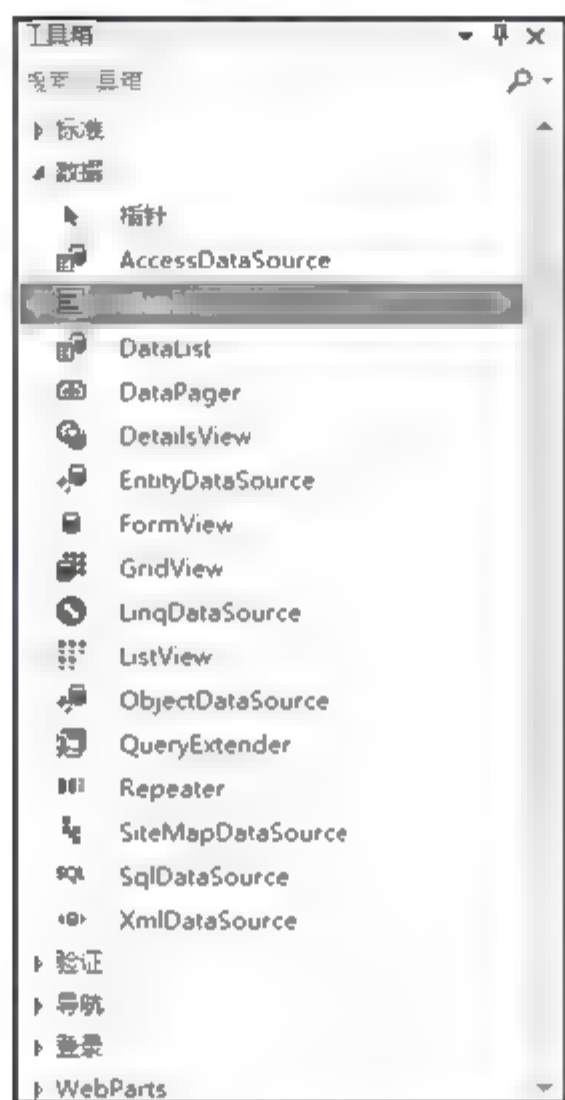 工具箱
搜索工具箱
标准
数据
指针
AccessDataSource
DataList
DataPager
DetailsView
EntityDataSource
FormView
GridView
LinqDataSource
ListView
ObjectDataSource
QueryExtender
Repeater
SiteMapDataSource
SqlDataSource
XmlDataSource
验证
导航
登录
WebParts